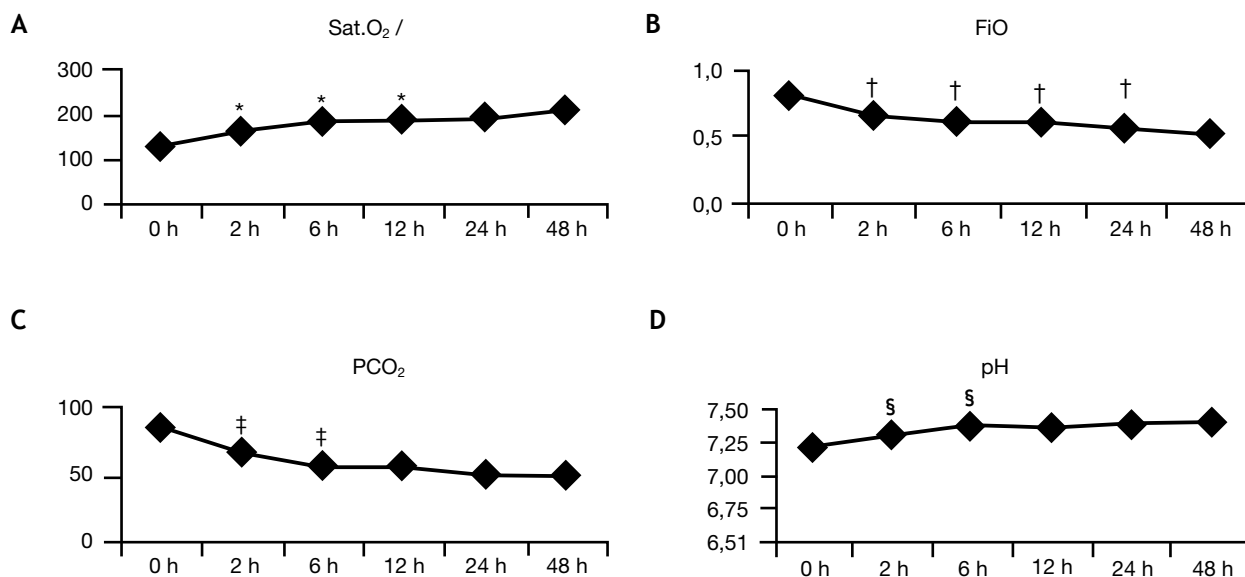 A
Sat.O₂ /
300
200
100
0
* * *
0 h 2 h 6 h 12 h 24 h 48 h
B
FiO
1,0
0,5
0,0
† † † †
0 h 2 h 6 h 12 h 24 h 48 h
C
PCO₂
100
50
0
‡ ‡
0 h 2 h 6 h 12 h 24 h 48 h
D
pH
7,50
7,25
7,00
6,75
6,51
§ §
0 h 2 h 6 h 12 h 24 h 48 h